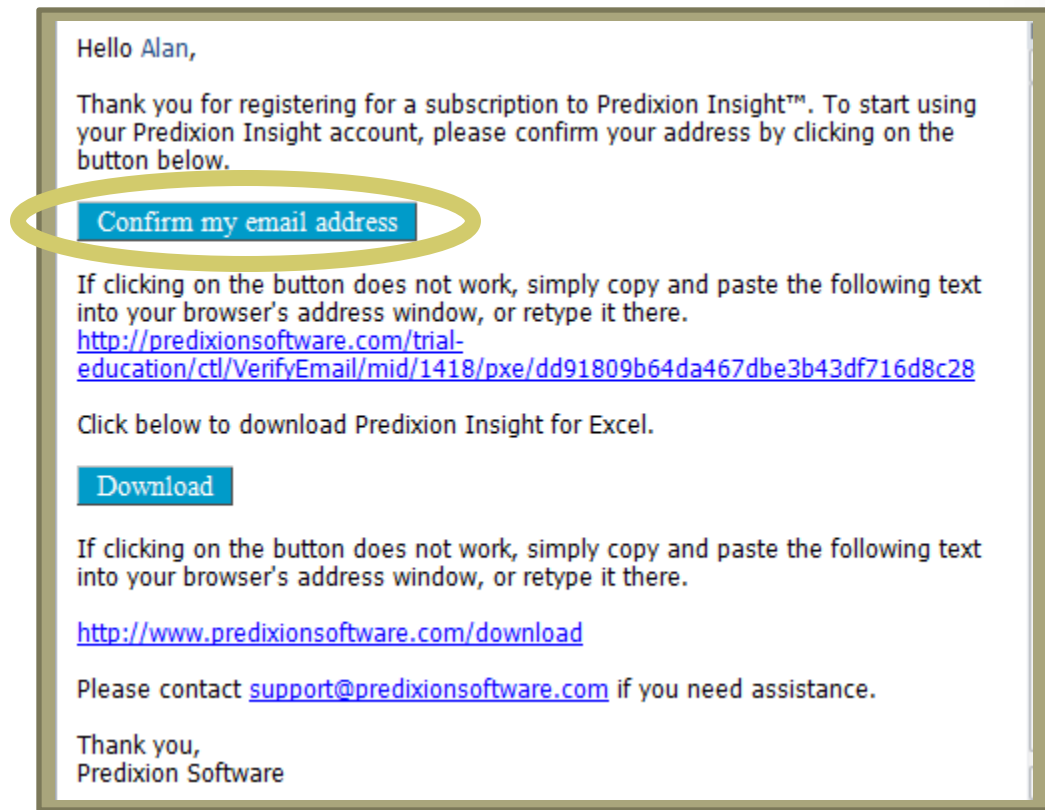 Hello Alan,
Thank you for registering for a subscription to Predixion Insight™. To start using
your Predixion Insight account, please confirm your address by clicking on the
button below.
Confirm my email address
If clicking on the button does not work, simply copy and paste the following text
into your browser's address window, or retype it there.
http://predixionsoftware.com/trial-
education/ctl/VerifyEmail/mid/1418/pxe/dd91809b64da467dbe3b43df716d8c28
Click below to download Predixion Insight for Excel.
Download
If clicking on the button does not work, simply copy and paste the following text
into your browser's address window, or retype it there.
http://www.predixionsoftware.com/download
Please contact support@predixionsoftware.com if you need assistance.
Thank you,
Predixion Software